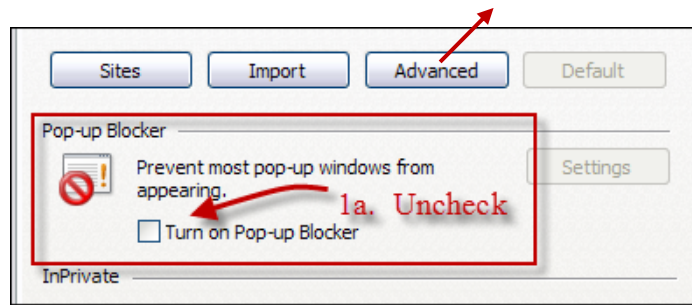 Sites Import Advanced Default
Pop-up Blocker
Prevent most pop-up windows from Settings
appearing.
1a. Uncheck
Turn on Pop-up Blocker
InPrivate